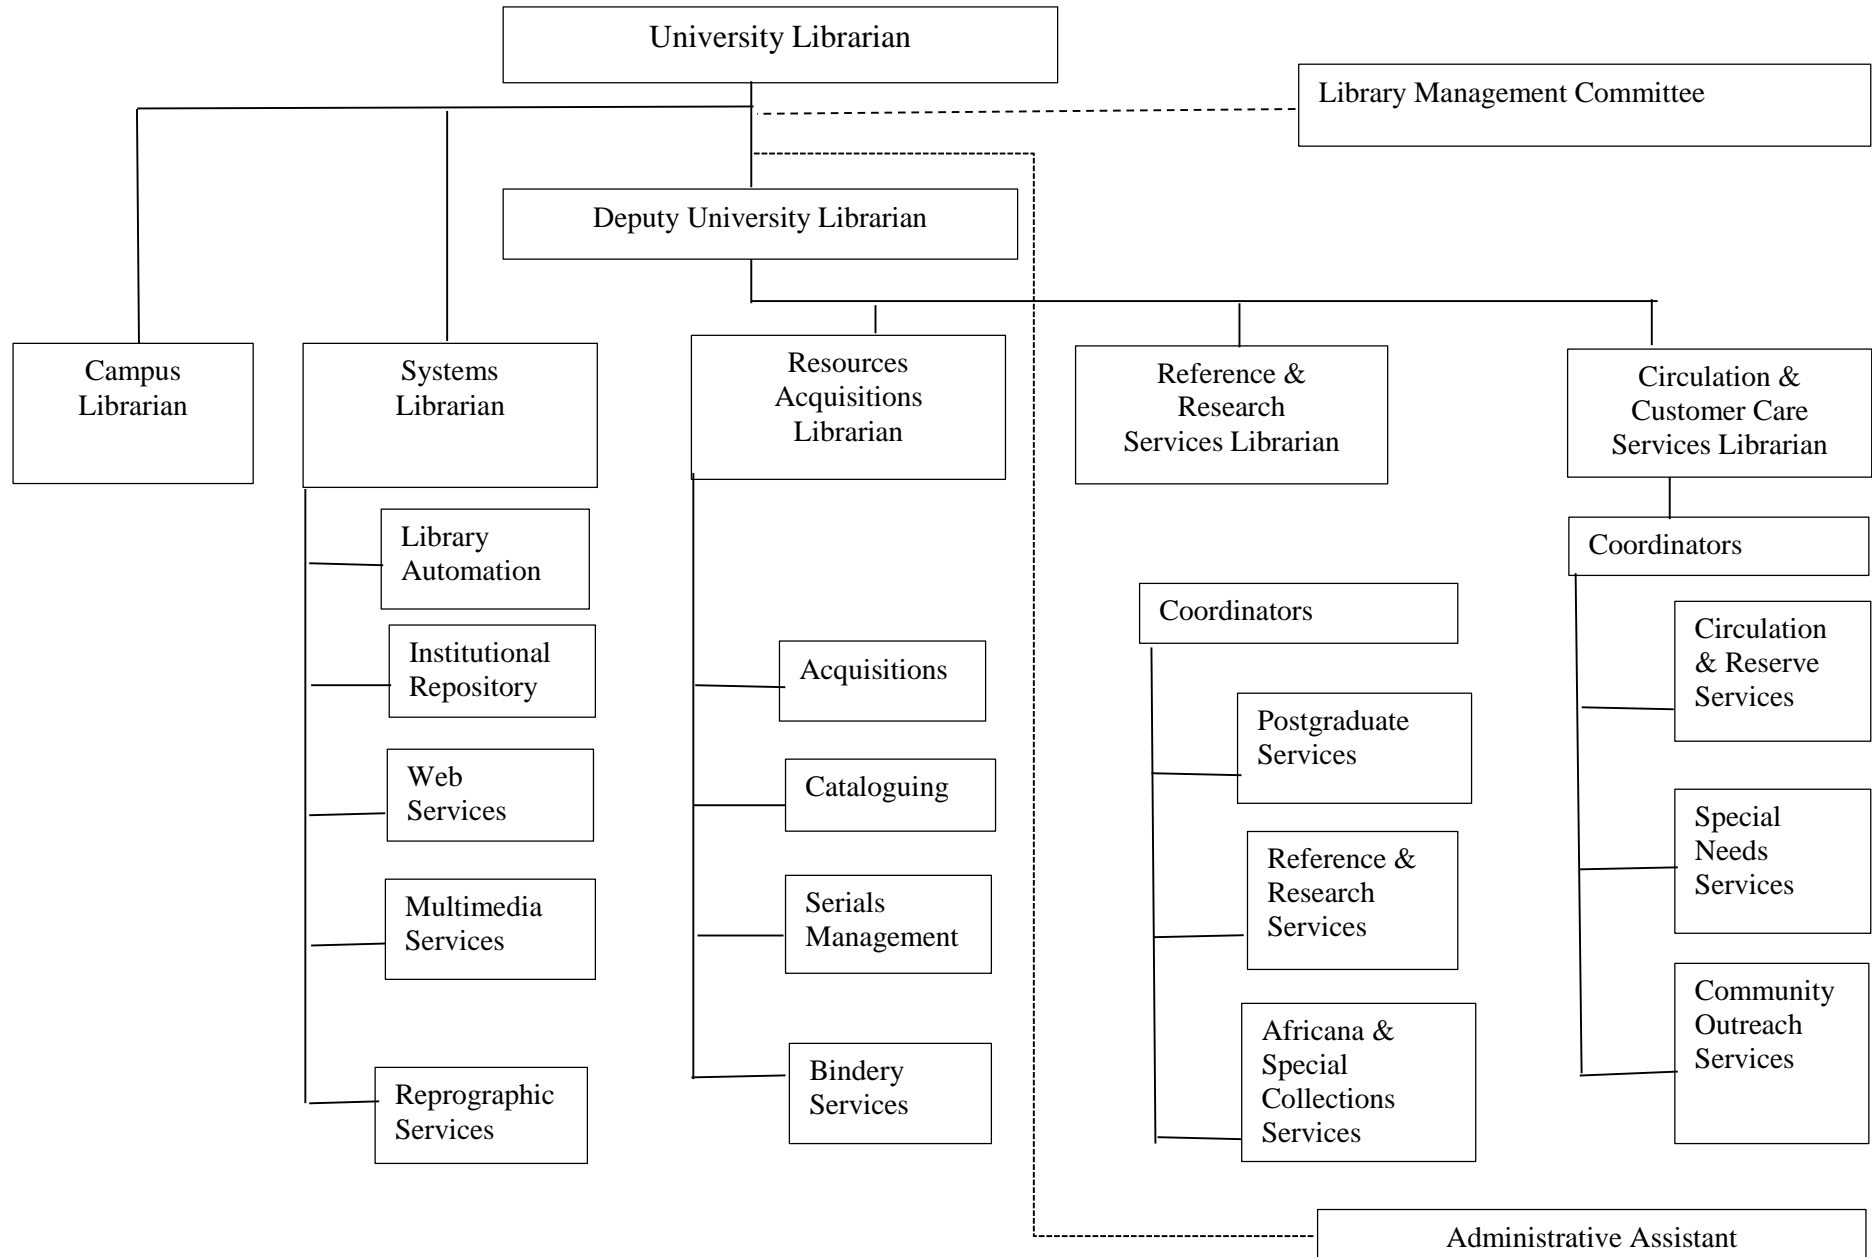 University Librarian
Library Management Committee
Deputy University Librarian
Campus
Librarian
Systems
Librarian
Resources
Acquisitions
Librarian
Reference &
Research
Services Librarian
Circulation &
Customer Care
Services Librarian
Library
Automation
Institutional
Repository
Web
Services
Multimedia
Services
Reprographic
Services
Acquisitions
Cataloguing
Serials
Management
Bindery
Services
Coordinators
Postgraduate
Services
Reference &
Research
Services
Africana &
Special
Collections
Services
Coordinators
Circulation
& Reserve
Services
Special
Needs
Services
Community
Outreach
Services
Administrative Assistant